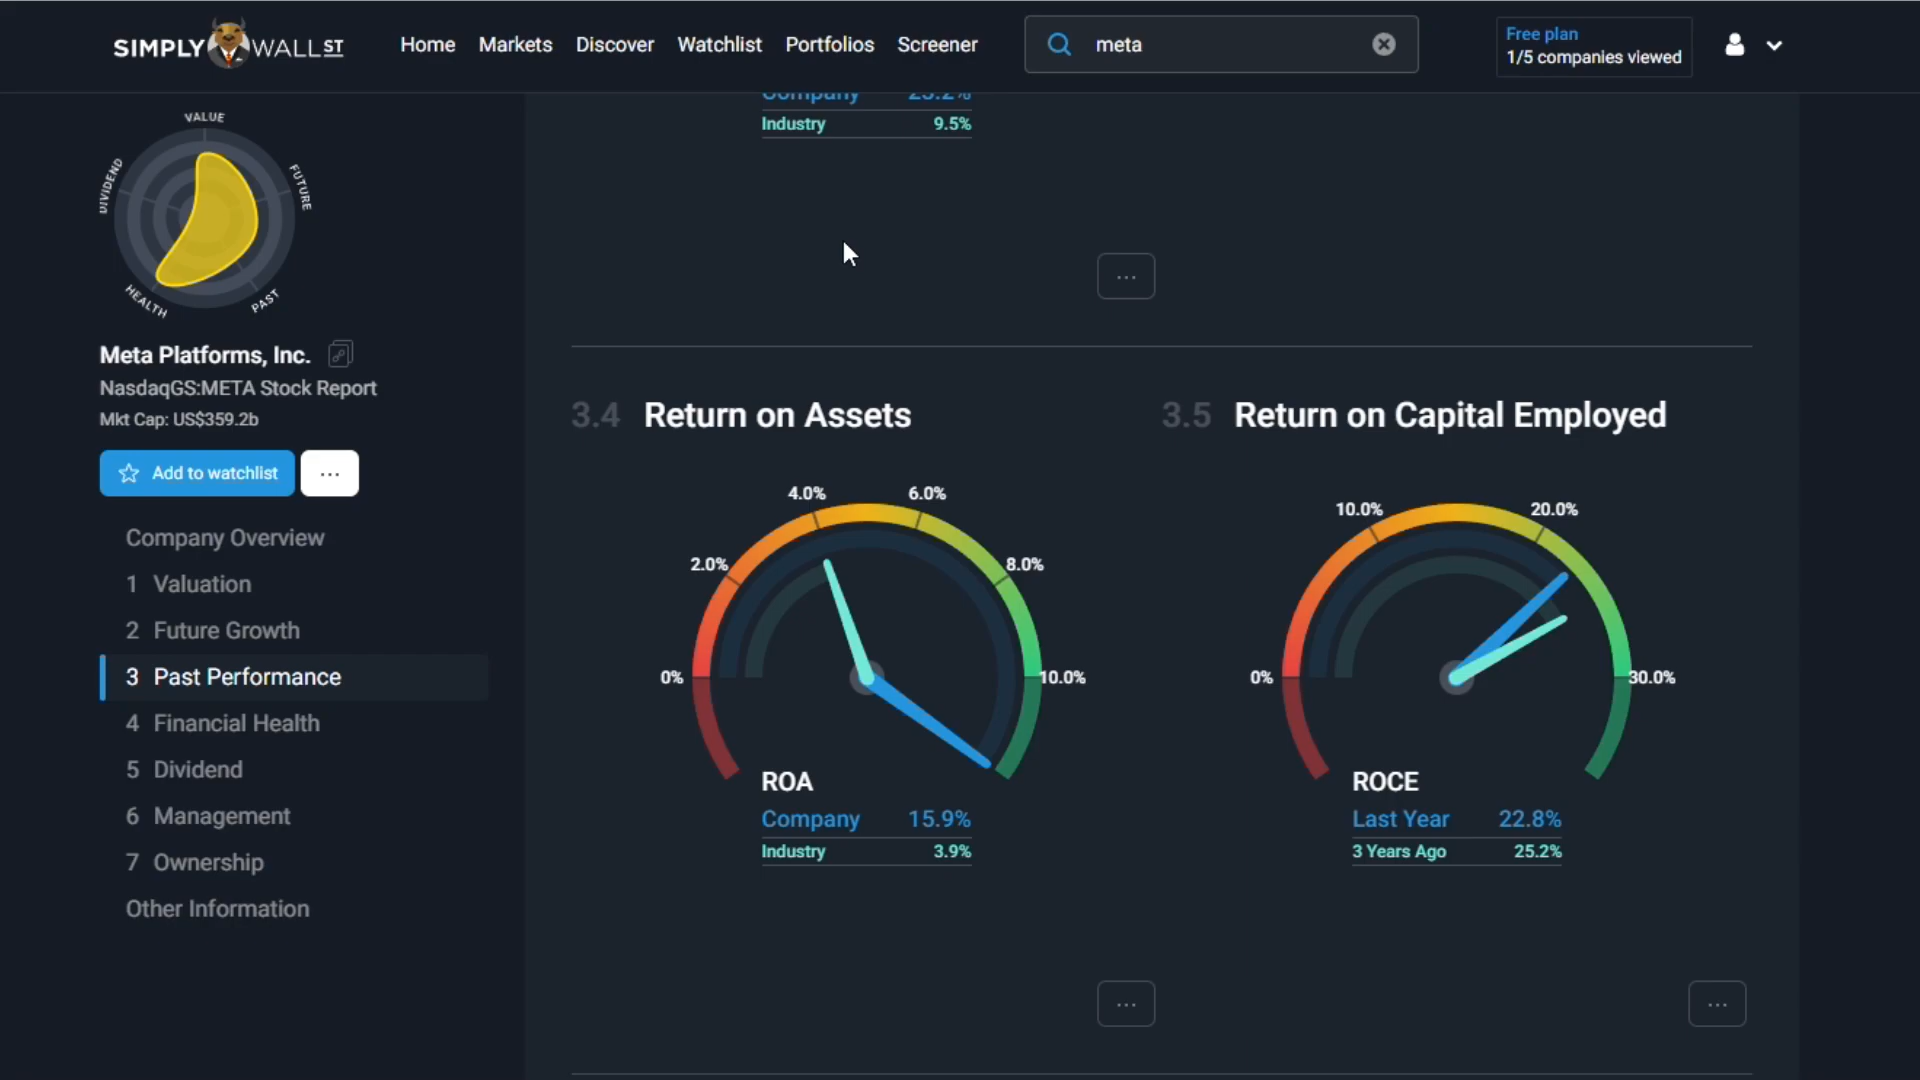 SIMPLY WALL ST
Home Markets Discover Watchlist Portfolios Screener
meta
Free plan
1/5 companies viewed
VALUE
FUTURE
PAST
HEALTH
DIVIDEND
Meta Platforms, Inc.
NasdaqGS:META Stock Report
Mkt Cap: US$359.2b
Add to watchlist ...
Company Overview
1 Valuation
2 Future Growth
3 Past Performance
4 Financial Health
5 Dividend
6 Management
7 Ownership
Other Information
Company 23.2%
Industry 9.5%
...
3.4 Return on Assets
0%
2.0%
4.0%
6.0%
8.0%
10.0%
ROA
Company 15.9%
Industry 3.9%
...
3.5 Return on Capital Employed
0%
10.0%
20.0%
30.0%
ROCE
Last Year 22.8%
3 Years Ago 25.2%
...